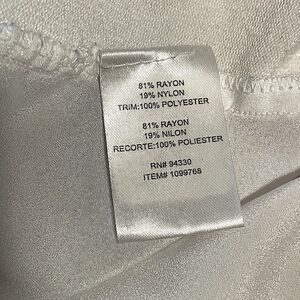 81% RAYON
19% NYLON
TRIM:100% POLYESTER
81% RAYON
19% NILON
RECORTE:100% POLIESTER
RN# 94330
ITEM# 1099768